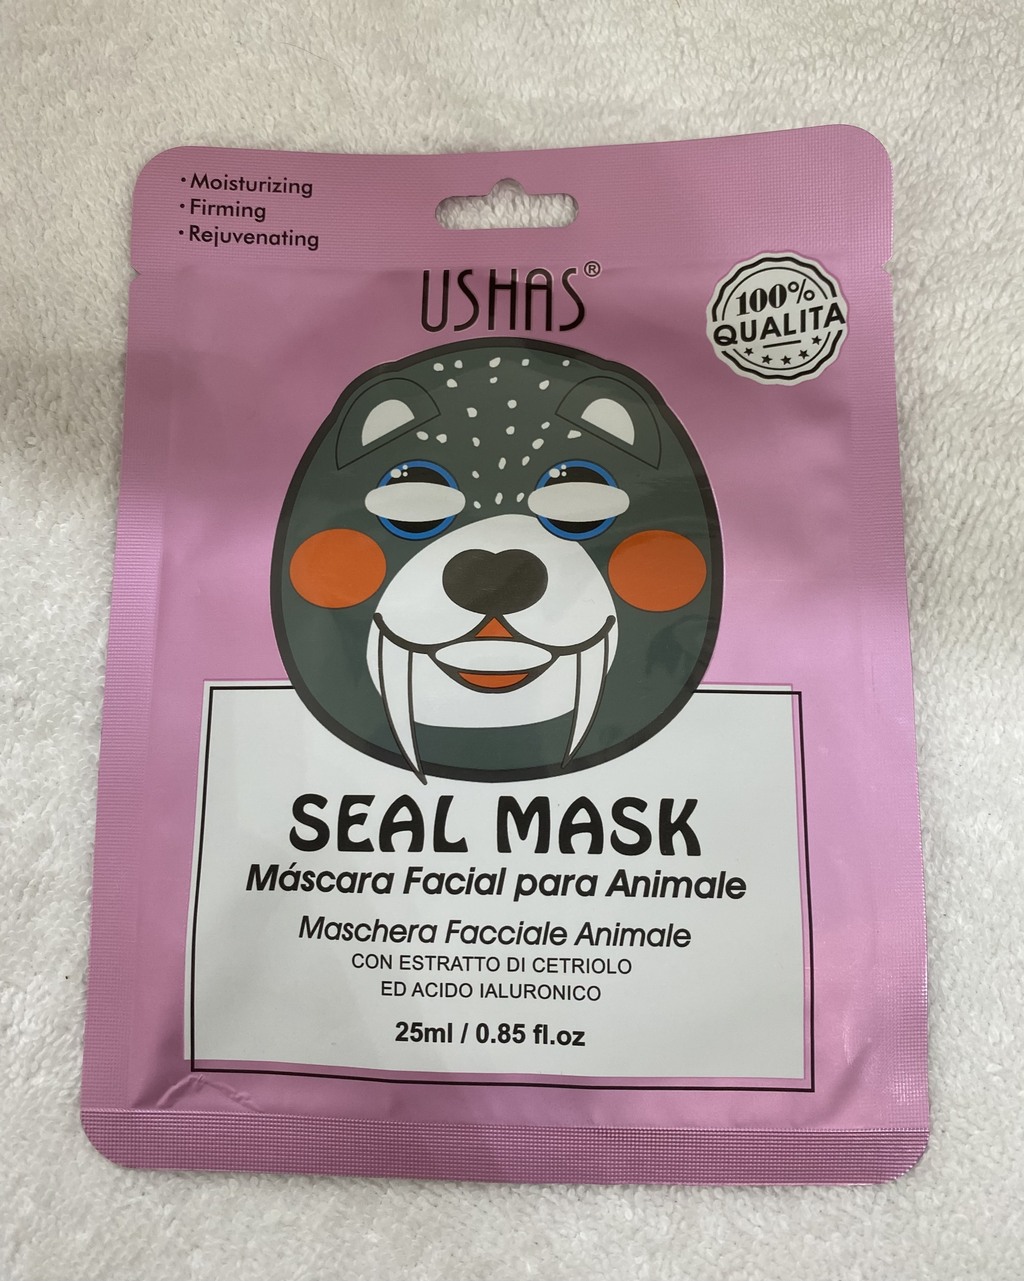 · Moisturizing
· Firming
· Rejuvenating
USHAS®
100%
QUALITA
SEAL MASK
Máscara Facial para Animale
Maschera Facciale Animale
CON ESTRATTO DI CETRIOLO
ED ACIDO IALURONICO
25ml / 0.85 fl.oz